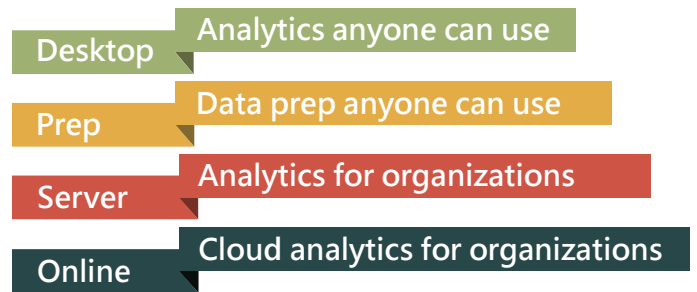 Desktop
Analytics anyone can use
Prep
Data prep anyone can use
Server
Analytics for organizations
Online
Cloud analytics for organizations